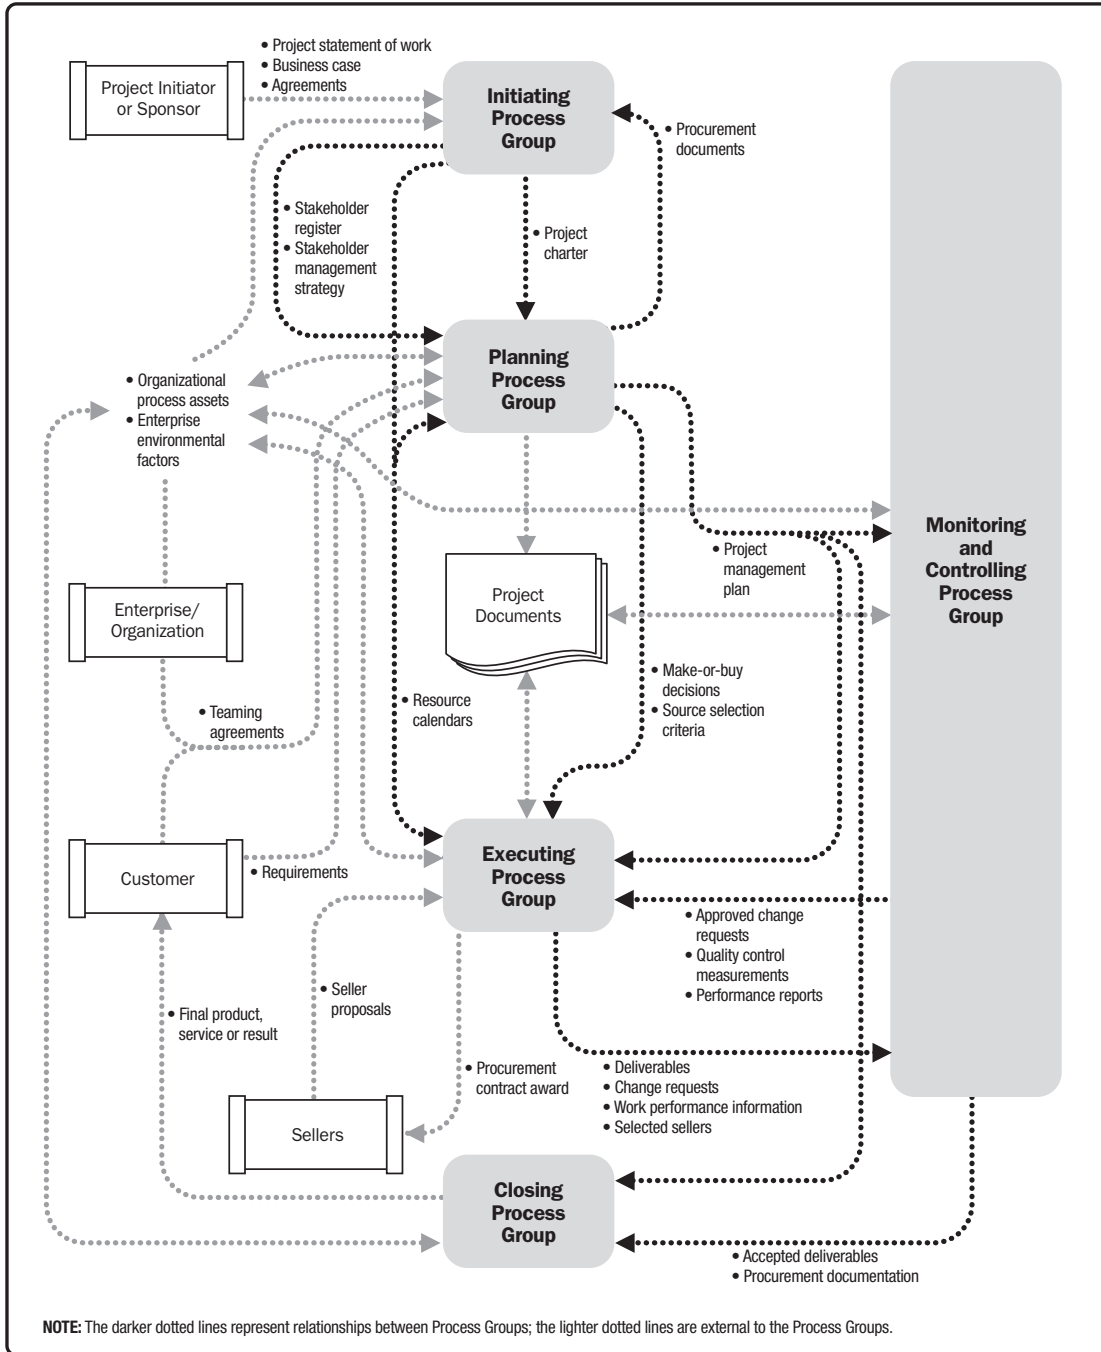 • Project statement of work
• Business case
• Agreements
Project Initiator
or Sponsor
Initiating
Process
Group
• Procurement
documents
• Stakeholder
register
• Stakeholder
management
strategy
• Project
charter
Planning
Process
Group
• Organizational
process assets
• Enterprise
environmental
factors
Monitoring
and
Controlling
Process
Group
• Project
management
plan
Project
Documents
Enterprise/
Organization
• Make-or-buy
decisions
• Source selection
criteria
• Resource
calendars
• Teaming
agreements
Executing
Process
Group
Customer
• Requirements
• Approved change
requests
• Quality control
measurements
• Performance reports
• Seller
proposals
• Final product,
service or result
• Procurement
contract award
• Deliverables
• Change requests
• Work performance information
• Selected sellers
Sellers
Closing
Process
Group
• Accepted deliverables
• Procurement documentation
NOTE: The darker dotted lines represent relationships between Process Groups; the lighter dotted lines are external to the Process Groups.